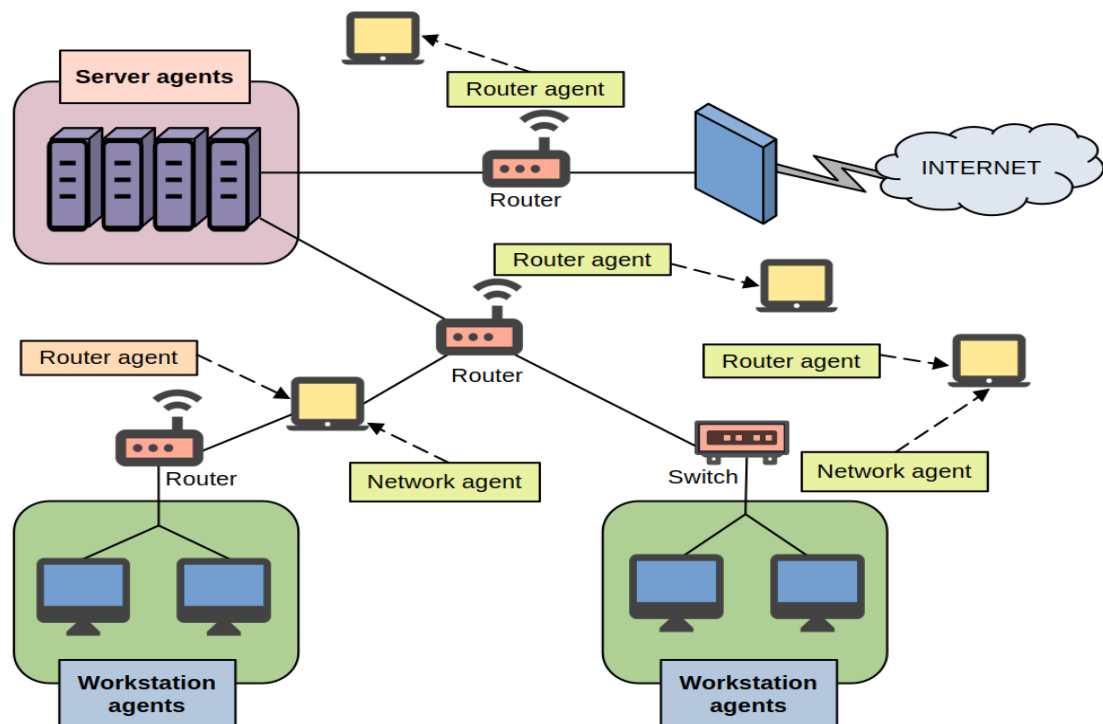 Server agents
Router agent
INTERNET
Router
Router agent
Router agent
Router
Router agent
Router
Network agent
Switch
Network agent
Workstation
agents
Workstation
agents